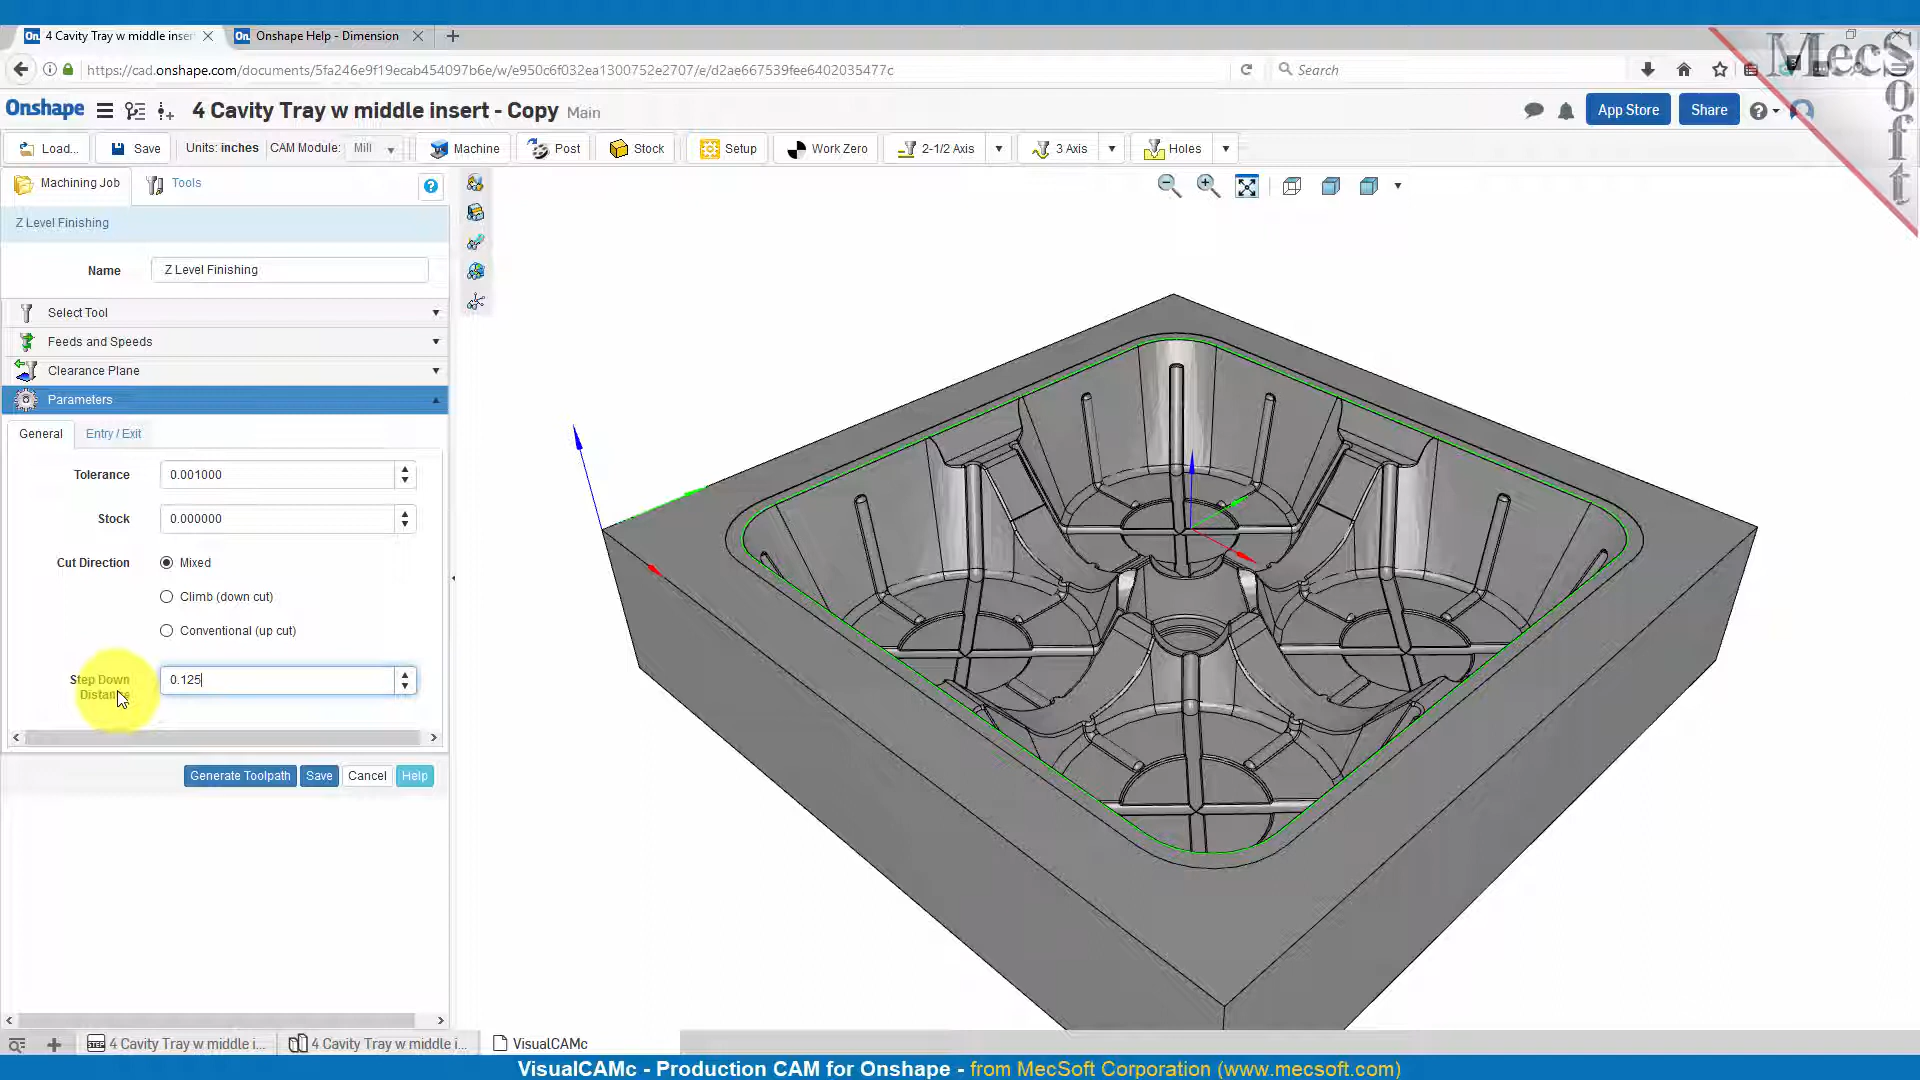 4 Cavity Tray w middle inser
Onshape Help - Dimension
https://cad.onshape.com/documents/5fa246e9f19ecab454097b6e/w/e950c6f032ea1300752e2707/e/d2ae667539fee6402035477c
Search
MecSoft
Onshape
4 Cavity Tray w middle insert - Copy Main
App Store
Share
Load...
Save
Units: inches
CAM Module: Mill
Machine
Post
Stock
Setup
Work Zero
2-1/2 Axis
3 Axis
Holes
Machining Job
Tools
Z Level Finishing
Name
Z Level Finishing
Select Tool
Feeds and Speeds
Clearance Plane
Parameters
General
Entry / Exit
Tolerance
0.001000
Stock
0.000000
Cut Direction
Mixed
Climb (down cut)
Conventional (up cut)
Step Down
Distance
0.125
Generate Toolpath
Save
Cancel
Help
4 Cavity Tray w middle i...
4 Cavity Tray w middle i...
VisualCAMc
VisualCAMc - Production CAM for Onshape - from MecSoft Corporation (www.mecsoft.com)